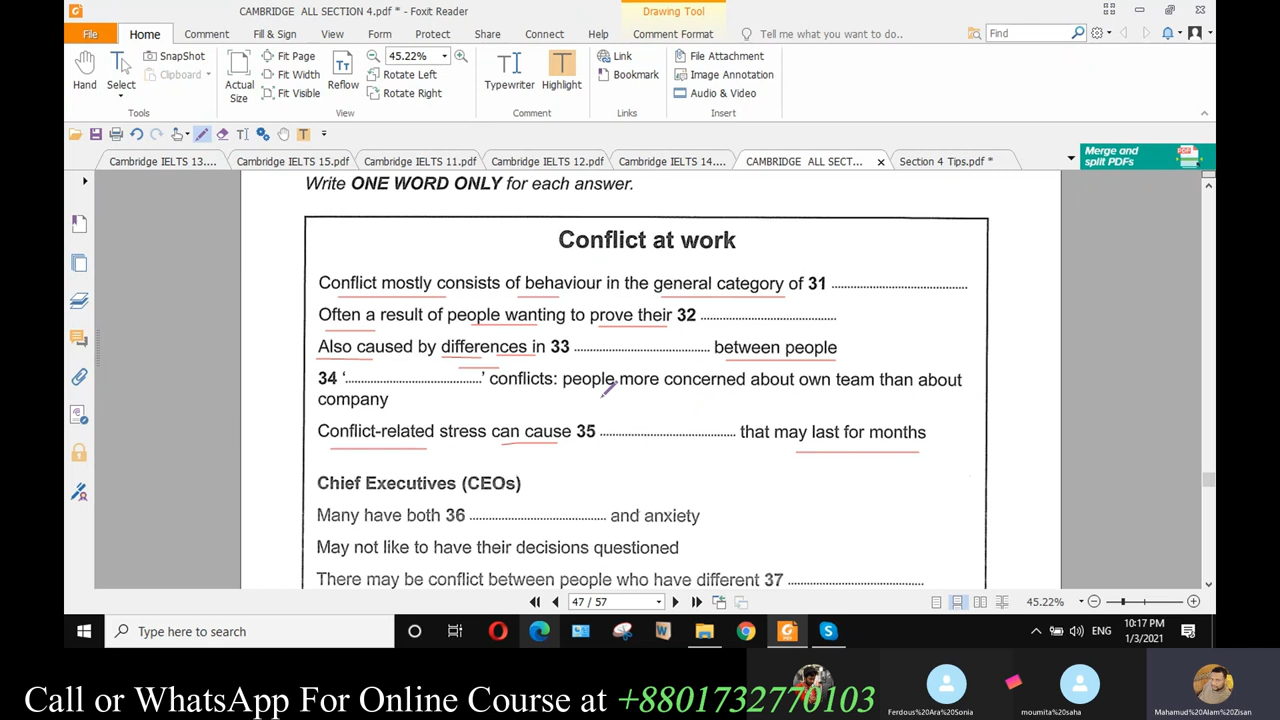 CAMBRIDGE ALL SECTION 4.pdf * - Foxit Reader
Drawing Tool
File Home Comment Fill & Sign View Form Protect Share Connect Help Comment Format Tell me what you want to do.. Find
Hand
Select
SnapShot
Clipboard
Actual Size
Fit Page
Fit Width
Fit Visible
Reflow
45.22%
Rotate Left
Rotate Right
Typewriter
Highlight
Link
Bookmark
File Attachment
Image Annotation
Audio & Video
Tools View Comment Links Insert
Cambridge IELTS 13.... Cambridge IELTS 15.pdf Cambridge IELTS 11.pdf Cambridge IELTS 12.pdf Cambridge IELTS 14.... CAMBRIDGE ALL SECT... Section 4 Tips.pdf *
Merge and split PDFs
Write ONE WORD ONLY for each answer.
Conflict at work
Conflict mostly consists of behaviour in the general category of 31 ..............................
Often a result of people wanting to prove their 32 ..............................
Also caused by differences in 33 .............................. between people
34 '..............................' conflicts: people more concerned about own team than about
company
Conflict-related stress can cause 35 .............................. that may last for months
Chief Executives (CEOs)
Many have both 36 .............................. and anxiety
May not like to have their decisions questioned
There may be conflict between people who have different 37 ..............................
47 / 57
45.22%
Type here to search
ENG
10:17 PM
1/3/2021
Call or WhatsApp For Online Course at +8801732770103
Ferdous%20Ara%20Sonia
moumita%20saha
Mahamud%20Alam%20Zisan